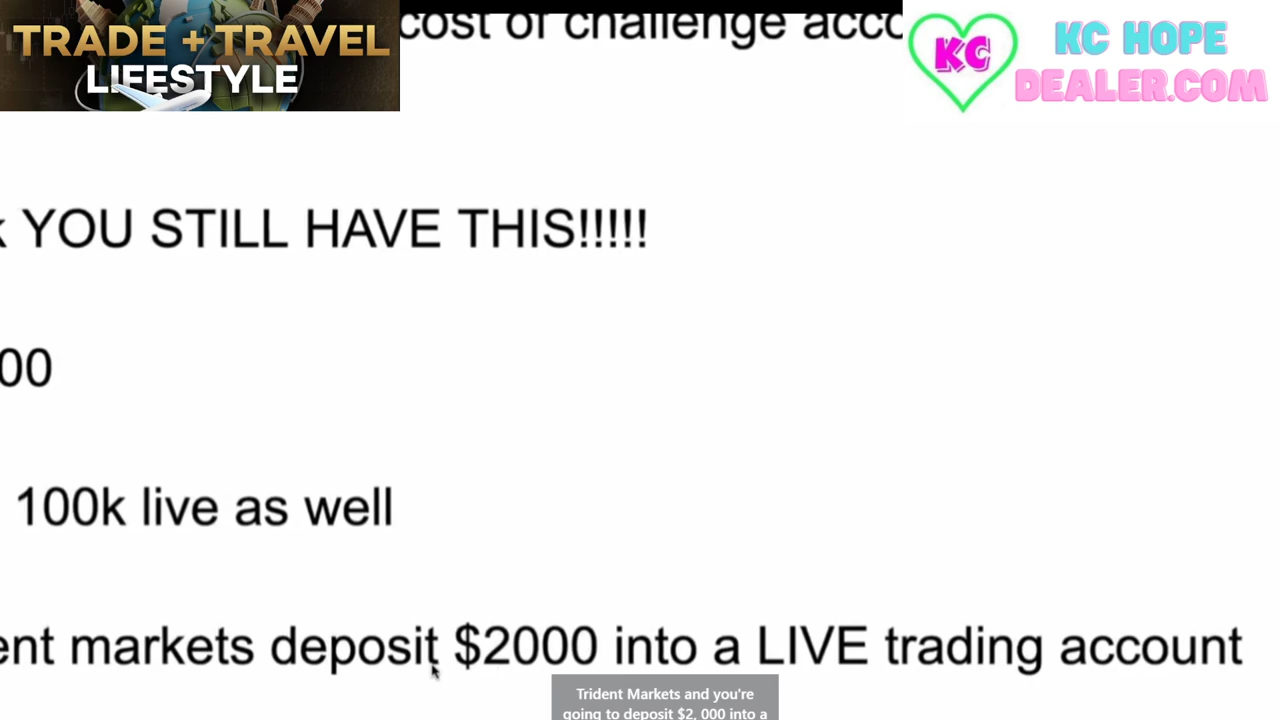 TRADE + TRAVEL
LIFESTYLE
cost of challenge acco
KC
KC HOPE
DEALER.COM
k YOU STILL HAVE THIS!!!!!
00
100k live as well
ent markets deposit $2000 into a LIVE trading account
Trident Markets and you're
going to deposit $2, 000 into a